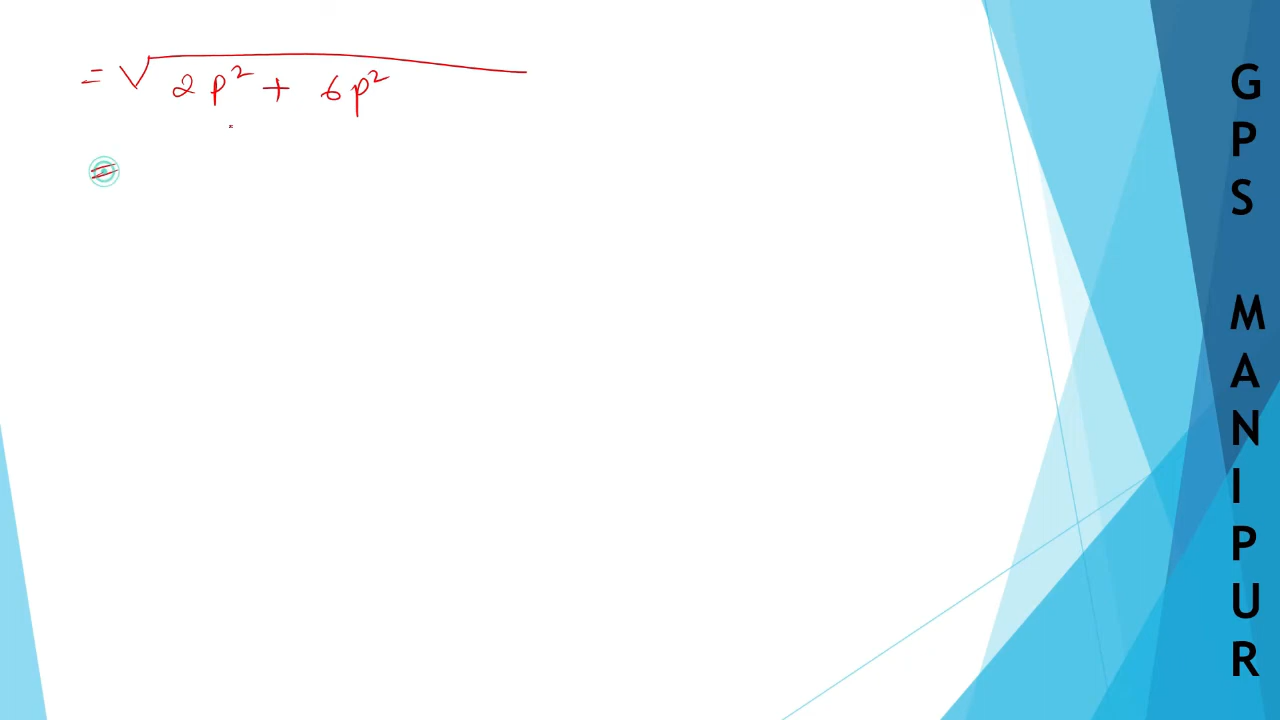 = √(2p² + 6p²)
=
GPS MANIPUR